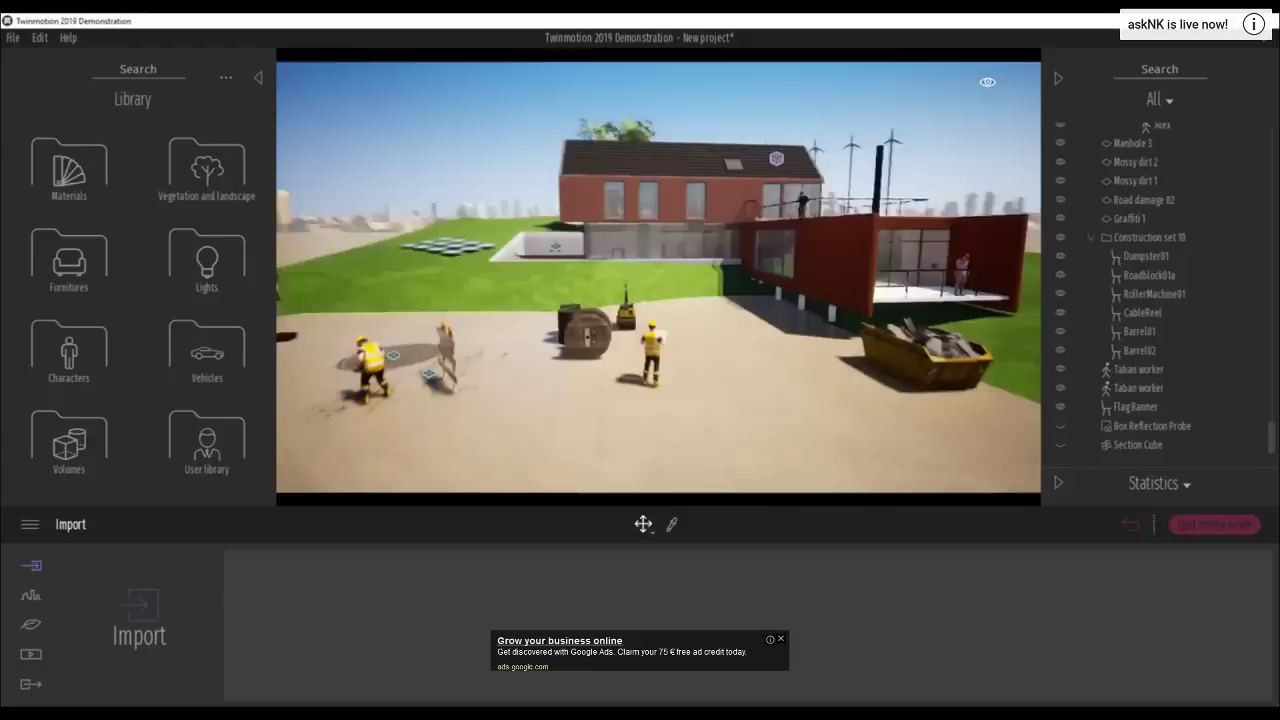 Twinmotion 2019 Demonstration
askNK is live now!
File Edit Help
Twinmotion 2019 Demonstration - New project*
Search
Library
Materials
Vegetation and landscape
Furnitures
Lights
Characters
Vehicles
Volumes
User library
Search
All
Alex
Manhole 3
Mossy dirt 2
Mossy dirt 1
Road damage 02
Graffiti 1
Construction set 10
Dumpster01
Roadblock01a
RollerMachine01
CableReel
Barrel01
Barrel02
Taban worker
Taban worker
FlagBanner
Box Reflection Probe
Section Cube
Statistics
Import
Import
Grow your business online
Get discovered with Google Ads. Claim your 75 € free ad credit today.
ads.google.com